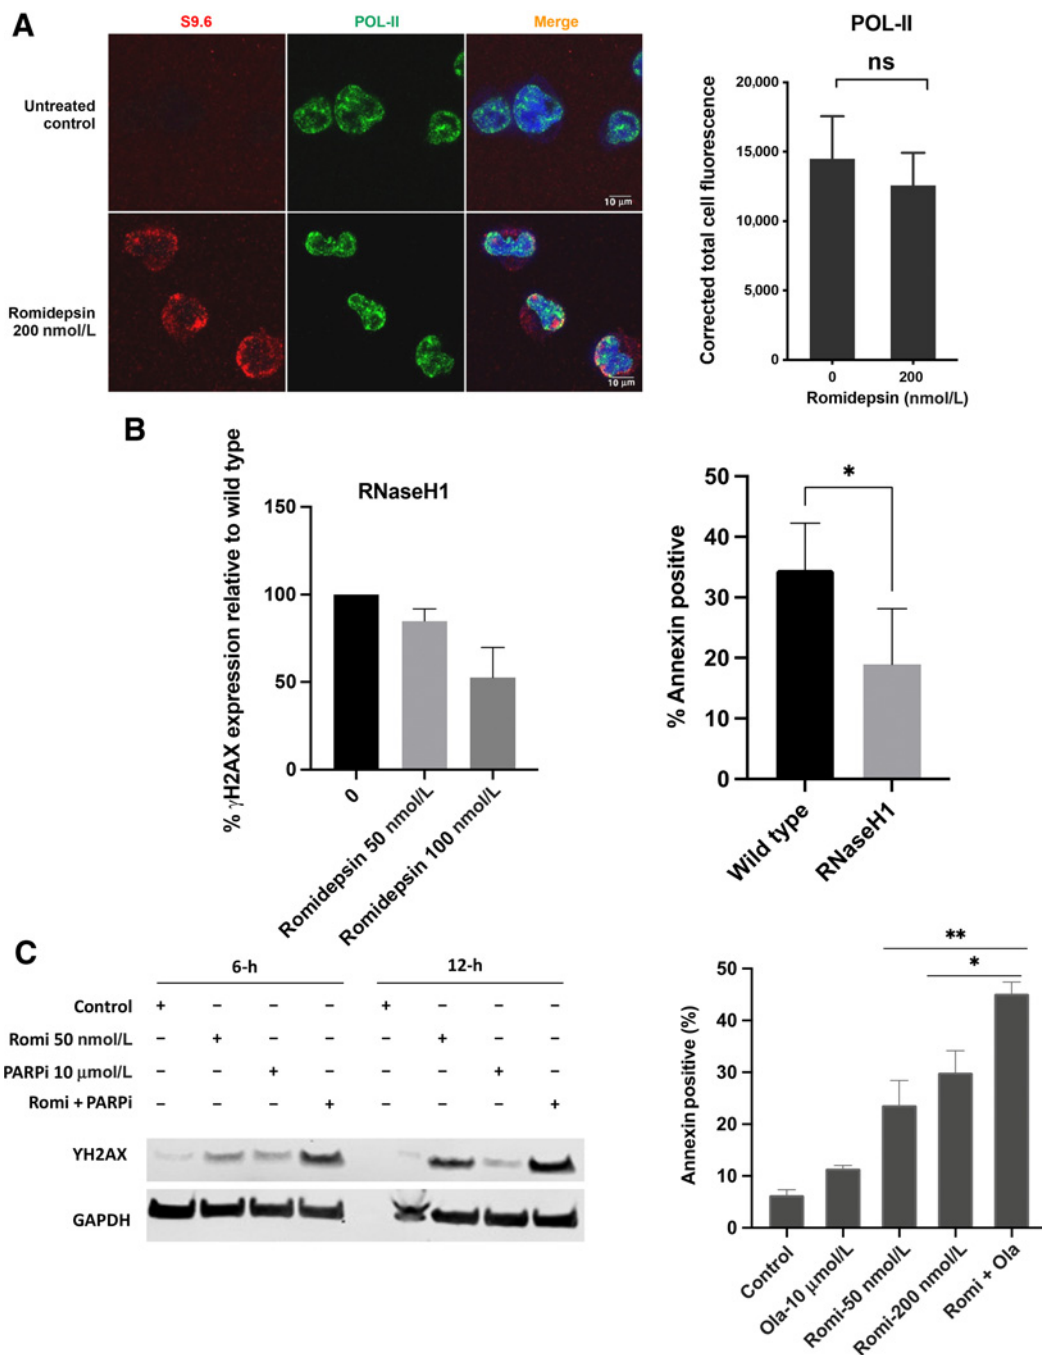 A
S9.6 POL-II Merge
Untreated
control
10 μm
Romidepsin
200 nmol/L
10 μm
POL-II
ns
Corrected total cell fluorescence
20,000
15,000
10,000
5,000
0
0 200
Romidepsin (nmol/L)
B
RNaseH1
% γH2AX expression relative to wild type
150
100
50
0
0
Romidepsin 50 nmol/L
Romidepsin 100 nmol/L
*
% Annexin positive
50
40
30
20
10
0
Wild type
RNaseH1
C
6-h 12-h
Control + – – – + – – –
Romi 50 nmol/L – + – – – + – –
PARPi 10 μmol/L – – + – – – + –
Romi + PARPi – – – + – – – +
YH2AX
GAPDH
**
*
Annexin positive (%)
50
40
30
20
10
0
Control
Ola-10 μmol/L
Romi-50 nmol/L
Romi-200 nmol/L
Romi + Ola